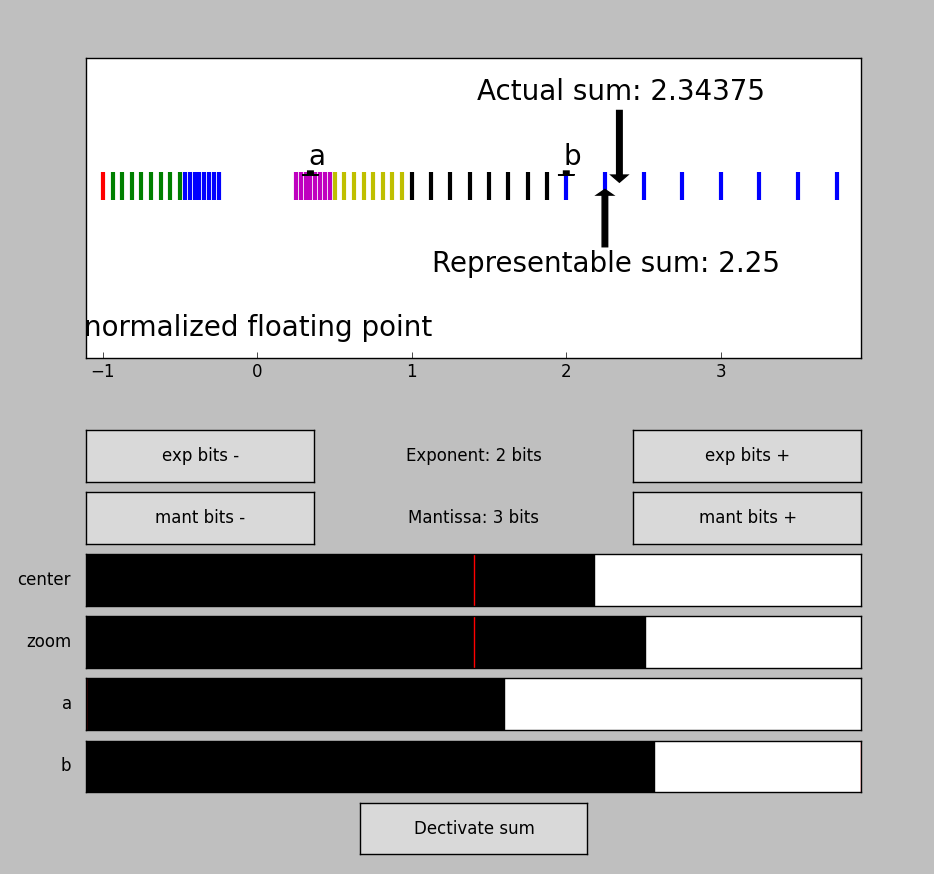 Actual sum: 2.34375
a
b
Representable sum: 2.25
normalized floating point
−1 0 1 2 3
exp bits - Exponent: 2 bits exp bits +
mant bits - Mantissa: 3 bits mant bits +
center
zoom
a
b
Dectivate sum